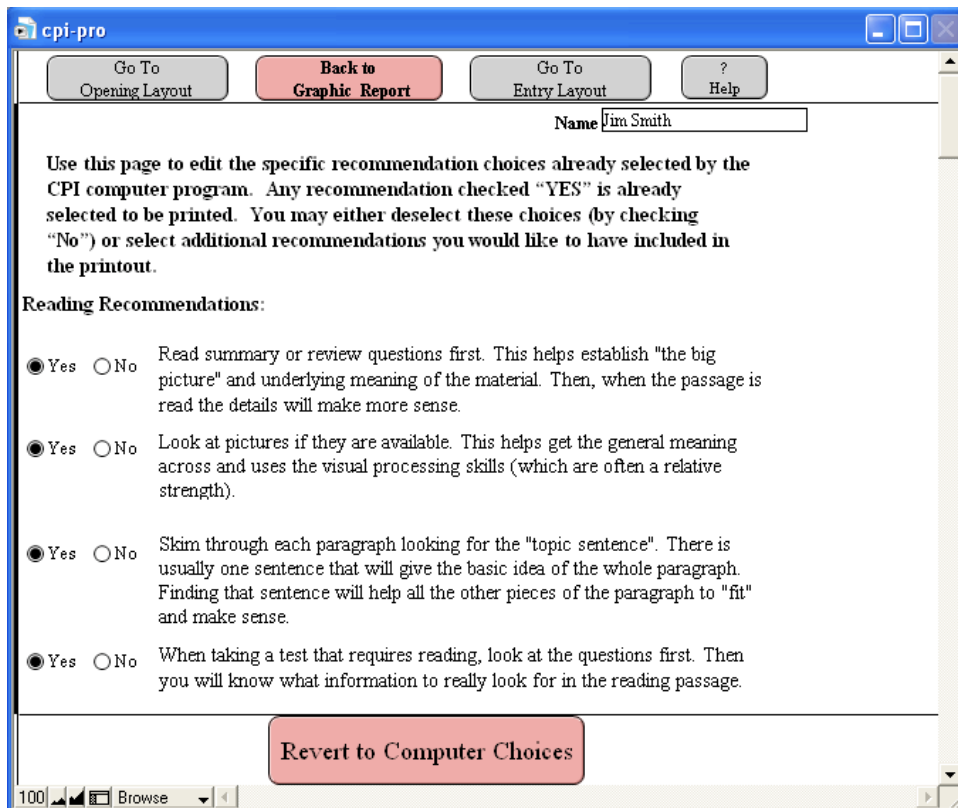 cpi-pro
Go To
Opening Layout
Back to
Graphic Report
Go To
Entry Layout
?
Help
Name Jim Smith
Use this page to edit the specific recommendation choices already selected by the
CPI computer program. Any recommendation checked “YES” is already
selected to be printed. You may either deselect these choices (by checking
“No”) or select additional recommendations you would like to have included in
the printout.
Reading Recommendations:
Yes No Read summary or review questions first. This helps establish "the big
picture" and underlying meaning of the material. Then, when the passage is
read the details will make more sense.
Yes No Look at pictures if they are available. This helps get the general meaning
across and uses the visual processing skills (which are often a relative
strength).
Yes No Skim through each paragraph looking for the "topic sentence". There is
usually one sentence that will give the basic idea of the whole paragraph.
Finding that sentence will help all the other pieces of the paragraph to "fit"
and make sense.
Yes No When taking a test that requires reading, look at the questions first. Then
you will know what information to really look for in the reading passage.
Revert to Computer Choices
100 Browse